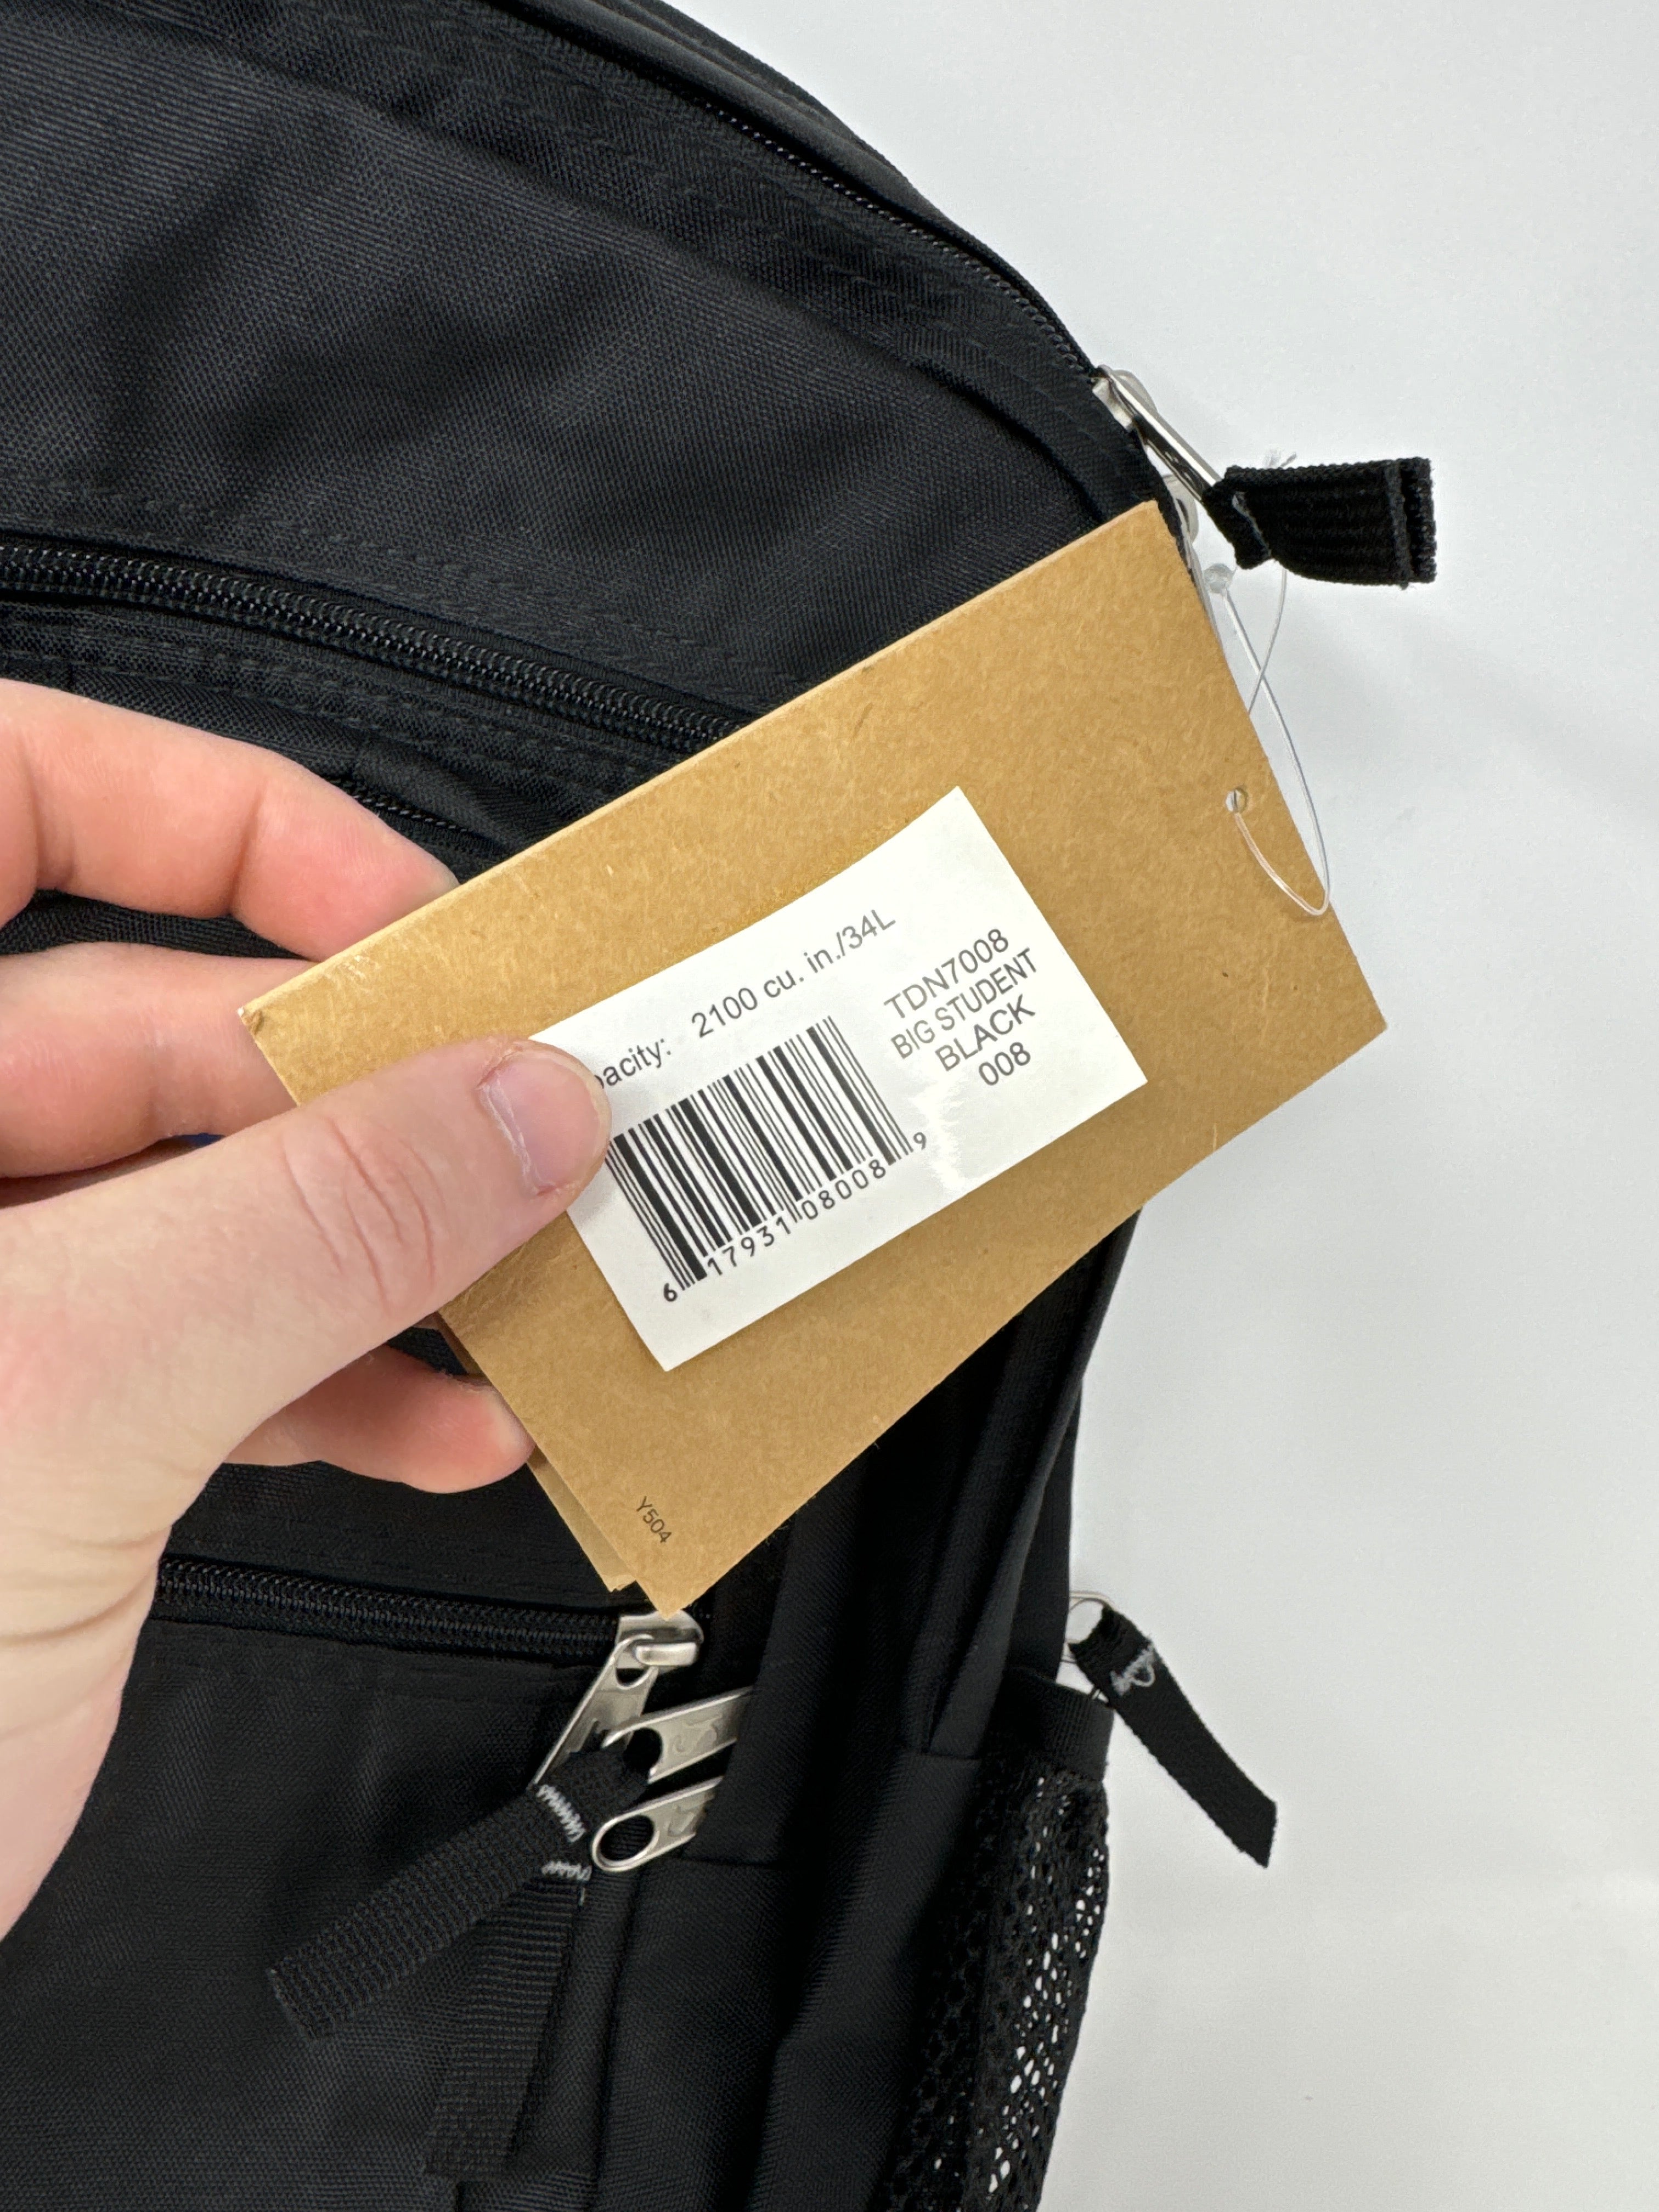 pacity: 2100 cu. in./34L
TDN7008
BIG STUDENT
BLACK
008
6 17931 08008 9
Y504